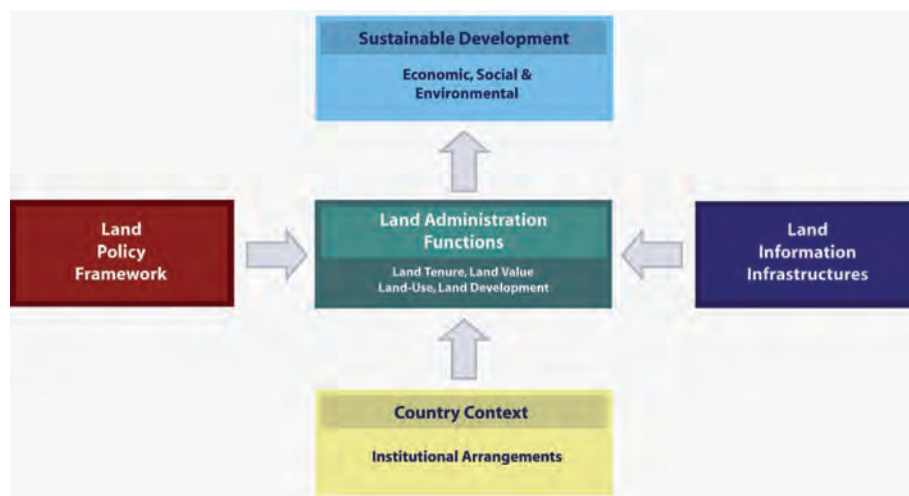 Sustainable Development
Economic, Social &
Environmental
Land
Policy
Framework
Land Administration
Functions
Land Tenure, Land Value
Land-Use, Land Development
Land
Information
Infrastructures
Country Context
Institutional Arrangements